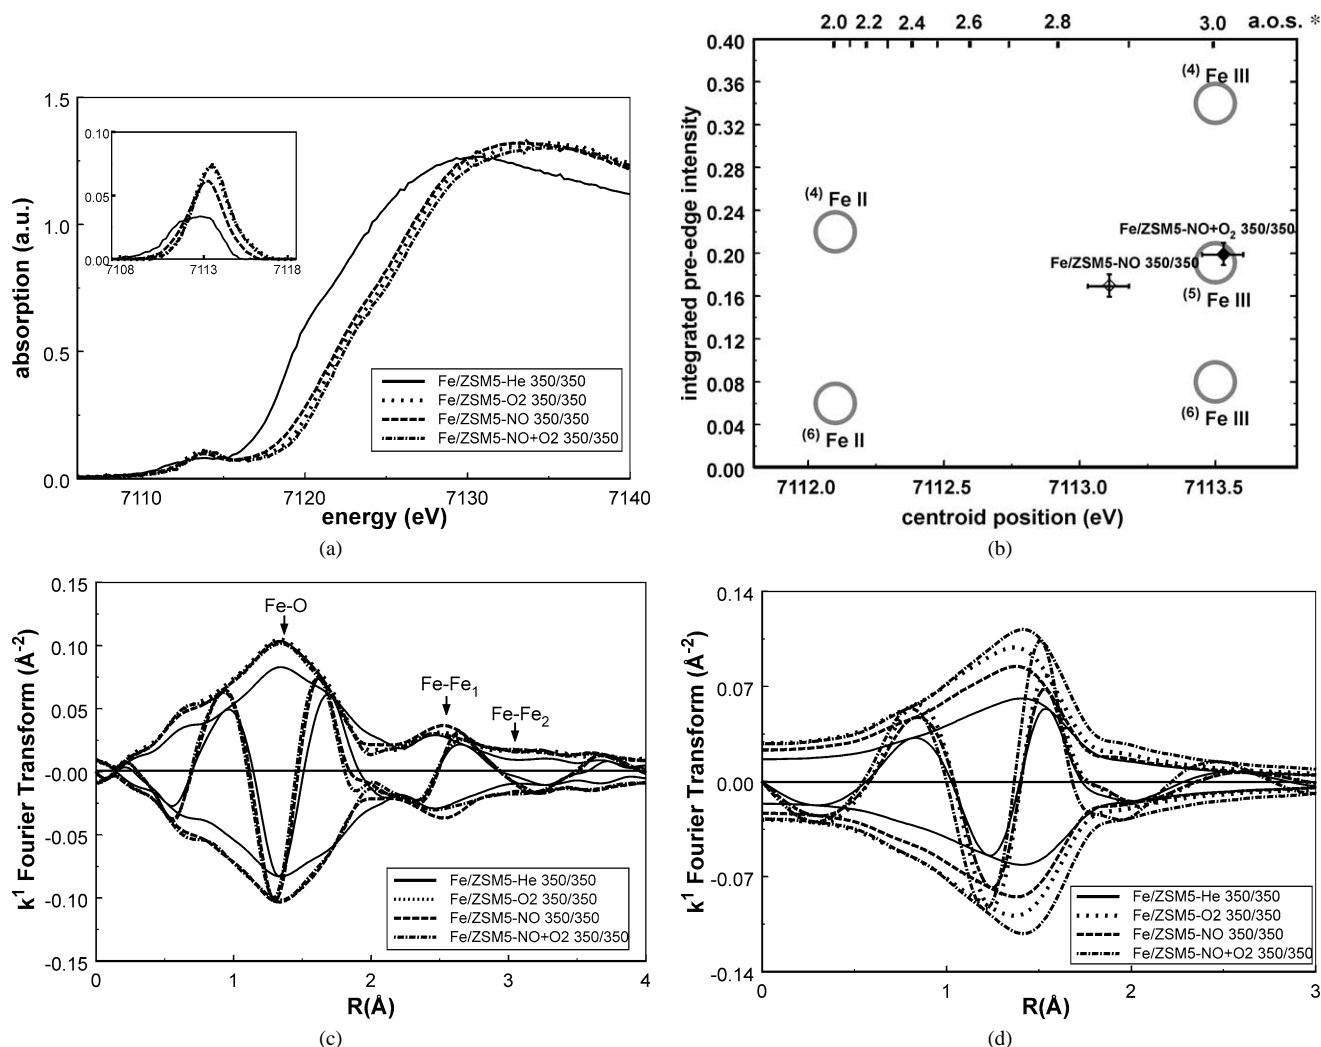 1.5
1.0
0.5
0.0
absorption (a.u.)
0.10
0.05
0.00
7108 7113 7118
Fe/ZSM5-He 350/350
Fe/ZSM5-O2 350/350
Fe/ZSM5-NO 350/350
Fe/ZSM5-NO+O2 350/350
7110 7120 7130 7140
energy (eV)
(a)
2.0 2.2 2.4 2.6 2.8 3.0 a.o.s. *
0.40
0.36
0.32
0.28
0.24
0.20
0.16
0.12
0.08
0.04
0.00
integrated pre-edge intensity
(4) Fe III
(4) Fe II
Fe/ZSM5-NO+O2 350/350
Fe/ZSM5-NO 350/350
(5) Fe III
(6) Fe II
(6) Fe III
7112.0 7112.5 7113.0 7113.5
centroid position (eV)
(b)
0.15
0.10
0.05
-0.00
-0.05
-0.10
-0.15
k1 Fourier Transform (Å-2)
Fe-O
Fe-Fe1
Fe-Fe2
Fe/ZSM5-He 350/350
Fe/ZSM5-O2 350/350
Fe/ZSM5-NO 350/350
Fe/ZSM5-NO+O2 350/350
0 1 2 3 4
R(Å)
(c)
0.14
0.07
0.00
-0.07
-0.14
k1 Fourier Transform (Å-2)
Fe/ZSM5-He 350/350
Fe/ZSM5-O2 350/350
Fe/ZSM5-NO 350/350
Fe/ZSM5-NO+O2 350/350
0 1 2 3
R(Å)
(d)